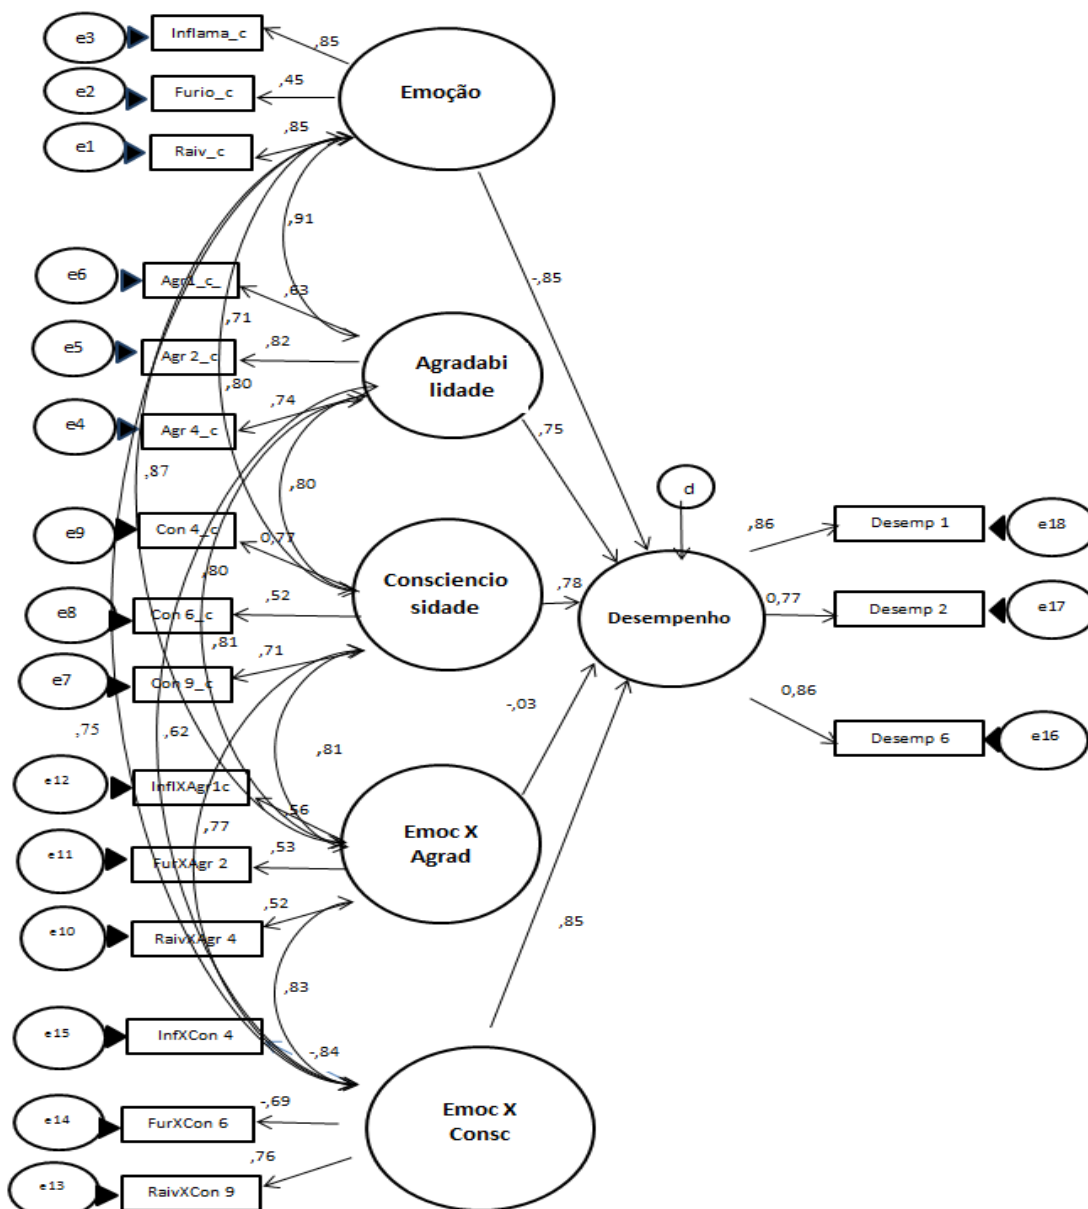 e3
Inflama_c
,85
e2
Furio_c
,45
Emoção
e1
Raiv_c
,85
,91
e6
Agr1_c_
,63
-,85
e5
Agr 2_c
,71
,82
Agradabi
lidade
,80
e4
Agr 4_c
,74
,75
,87
,80
d
e9
Con 4_c
0,77
,86
Desemp 1
e18
,80
Consciencio
sidade
,78
e8
Con 6_c
,52
Desempenho
0,77
Desemp 2
e17
,81
e7
Con 9_c
,71
-,03
0,86
,75
,62
,81
Desemp 6
e16
e12
InflXAgr1c
,56
,77
Emoc X
Agrad
e11
FurXAgr 2
,53
e10
RaivXAgr 4
,52
,85
,83
e15
InfXCon 4
-,84
e14
FurXCon 6
-,69
Emoc X
Consc
e13
RaivXCon 9
,76